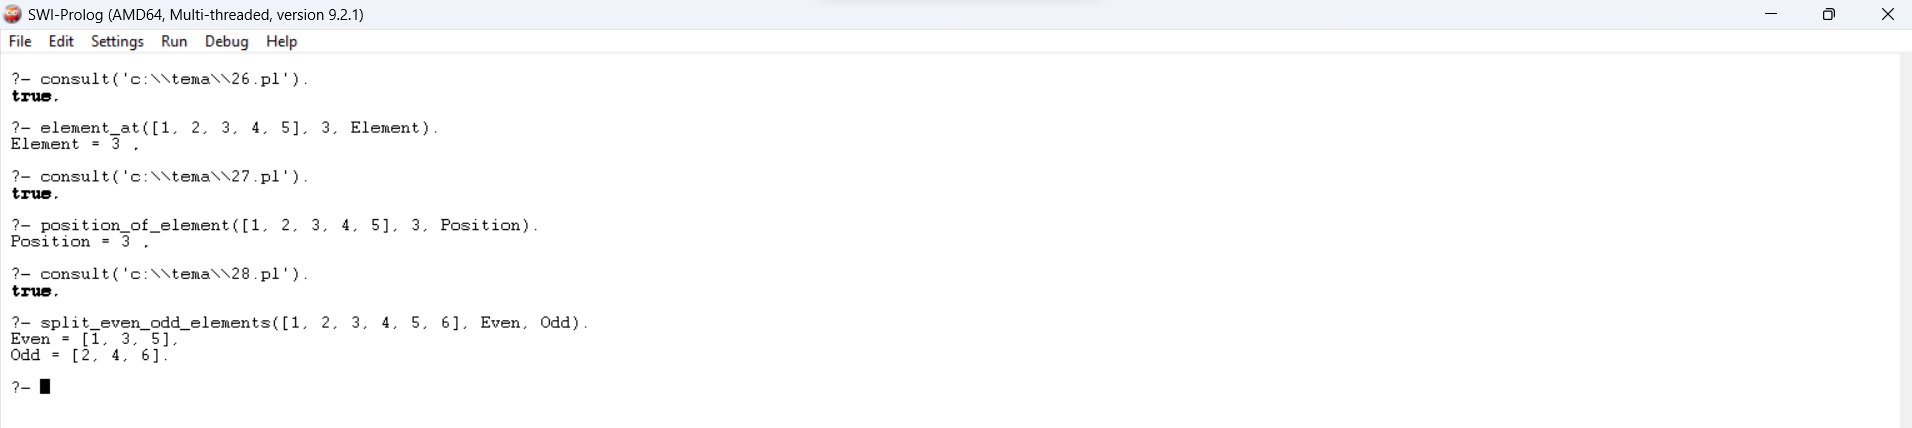 SWI-Prolog (AMD64, Multi-threaded, version 9.2.1)
File Edit Settings Run Debug Help
?- consult('c:\\tema\\26.pl').
true.
?- element_at([1, 2, 3, 4, 5], 3, Element).
Element = 3 .
?- consult('c:\\tema\\27.pl').
true.
?- position_of_element([1, 2, 3, 4, 5], 3, Position).
Position = 3 .
?- consult('c:\\tema\\28.pl').
true.
?- split_even_odd_elements([1, 2, 3, 4, 5, 6], Even, Odd).
Even = [1, 3, 5],
Odd = [2, 4, 6].
?-